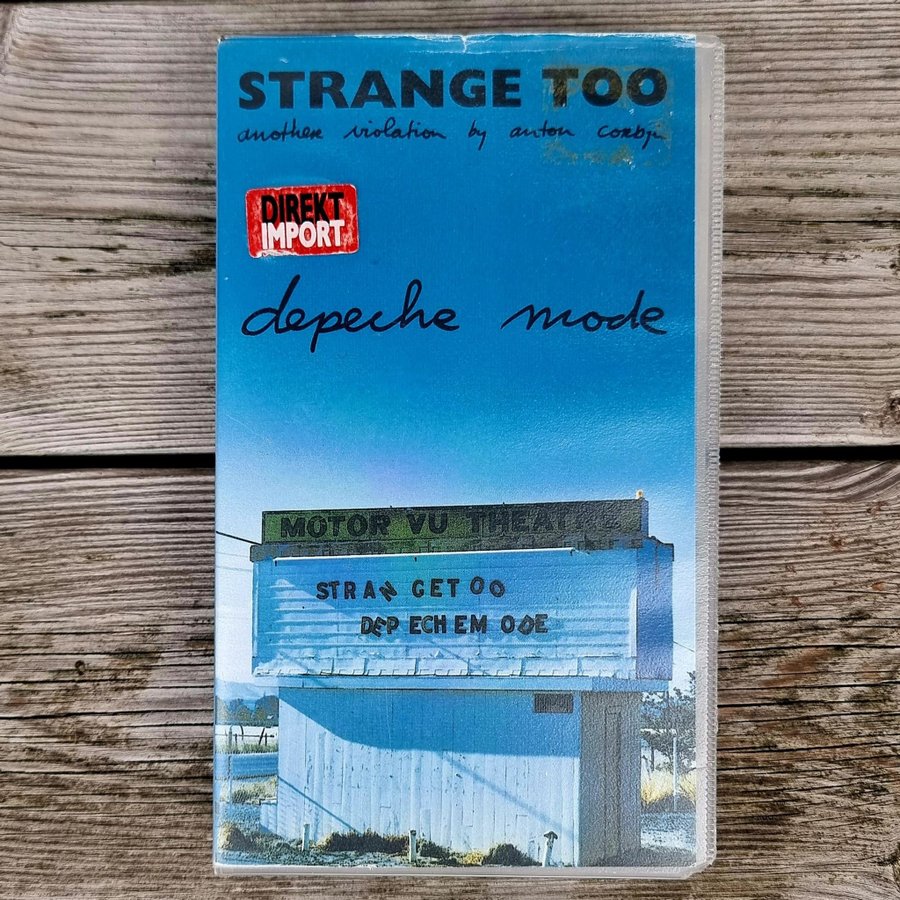 STRANGE TOO
another violation by anton corbijn
DIREKT
IMPORT
depeche mode
MOTOR VU THEATRE
STRAN GET OO
DEP ECH EM ODE